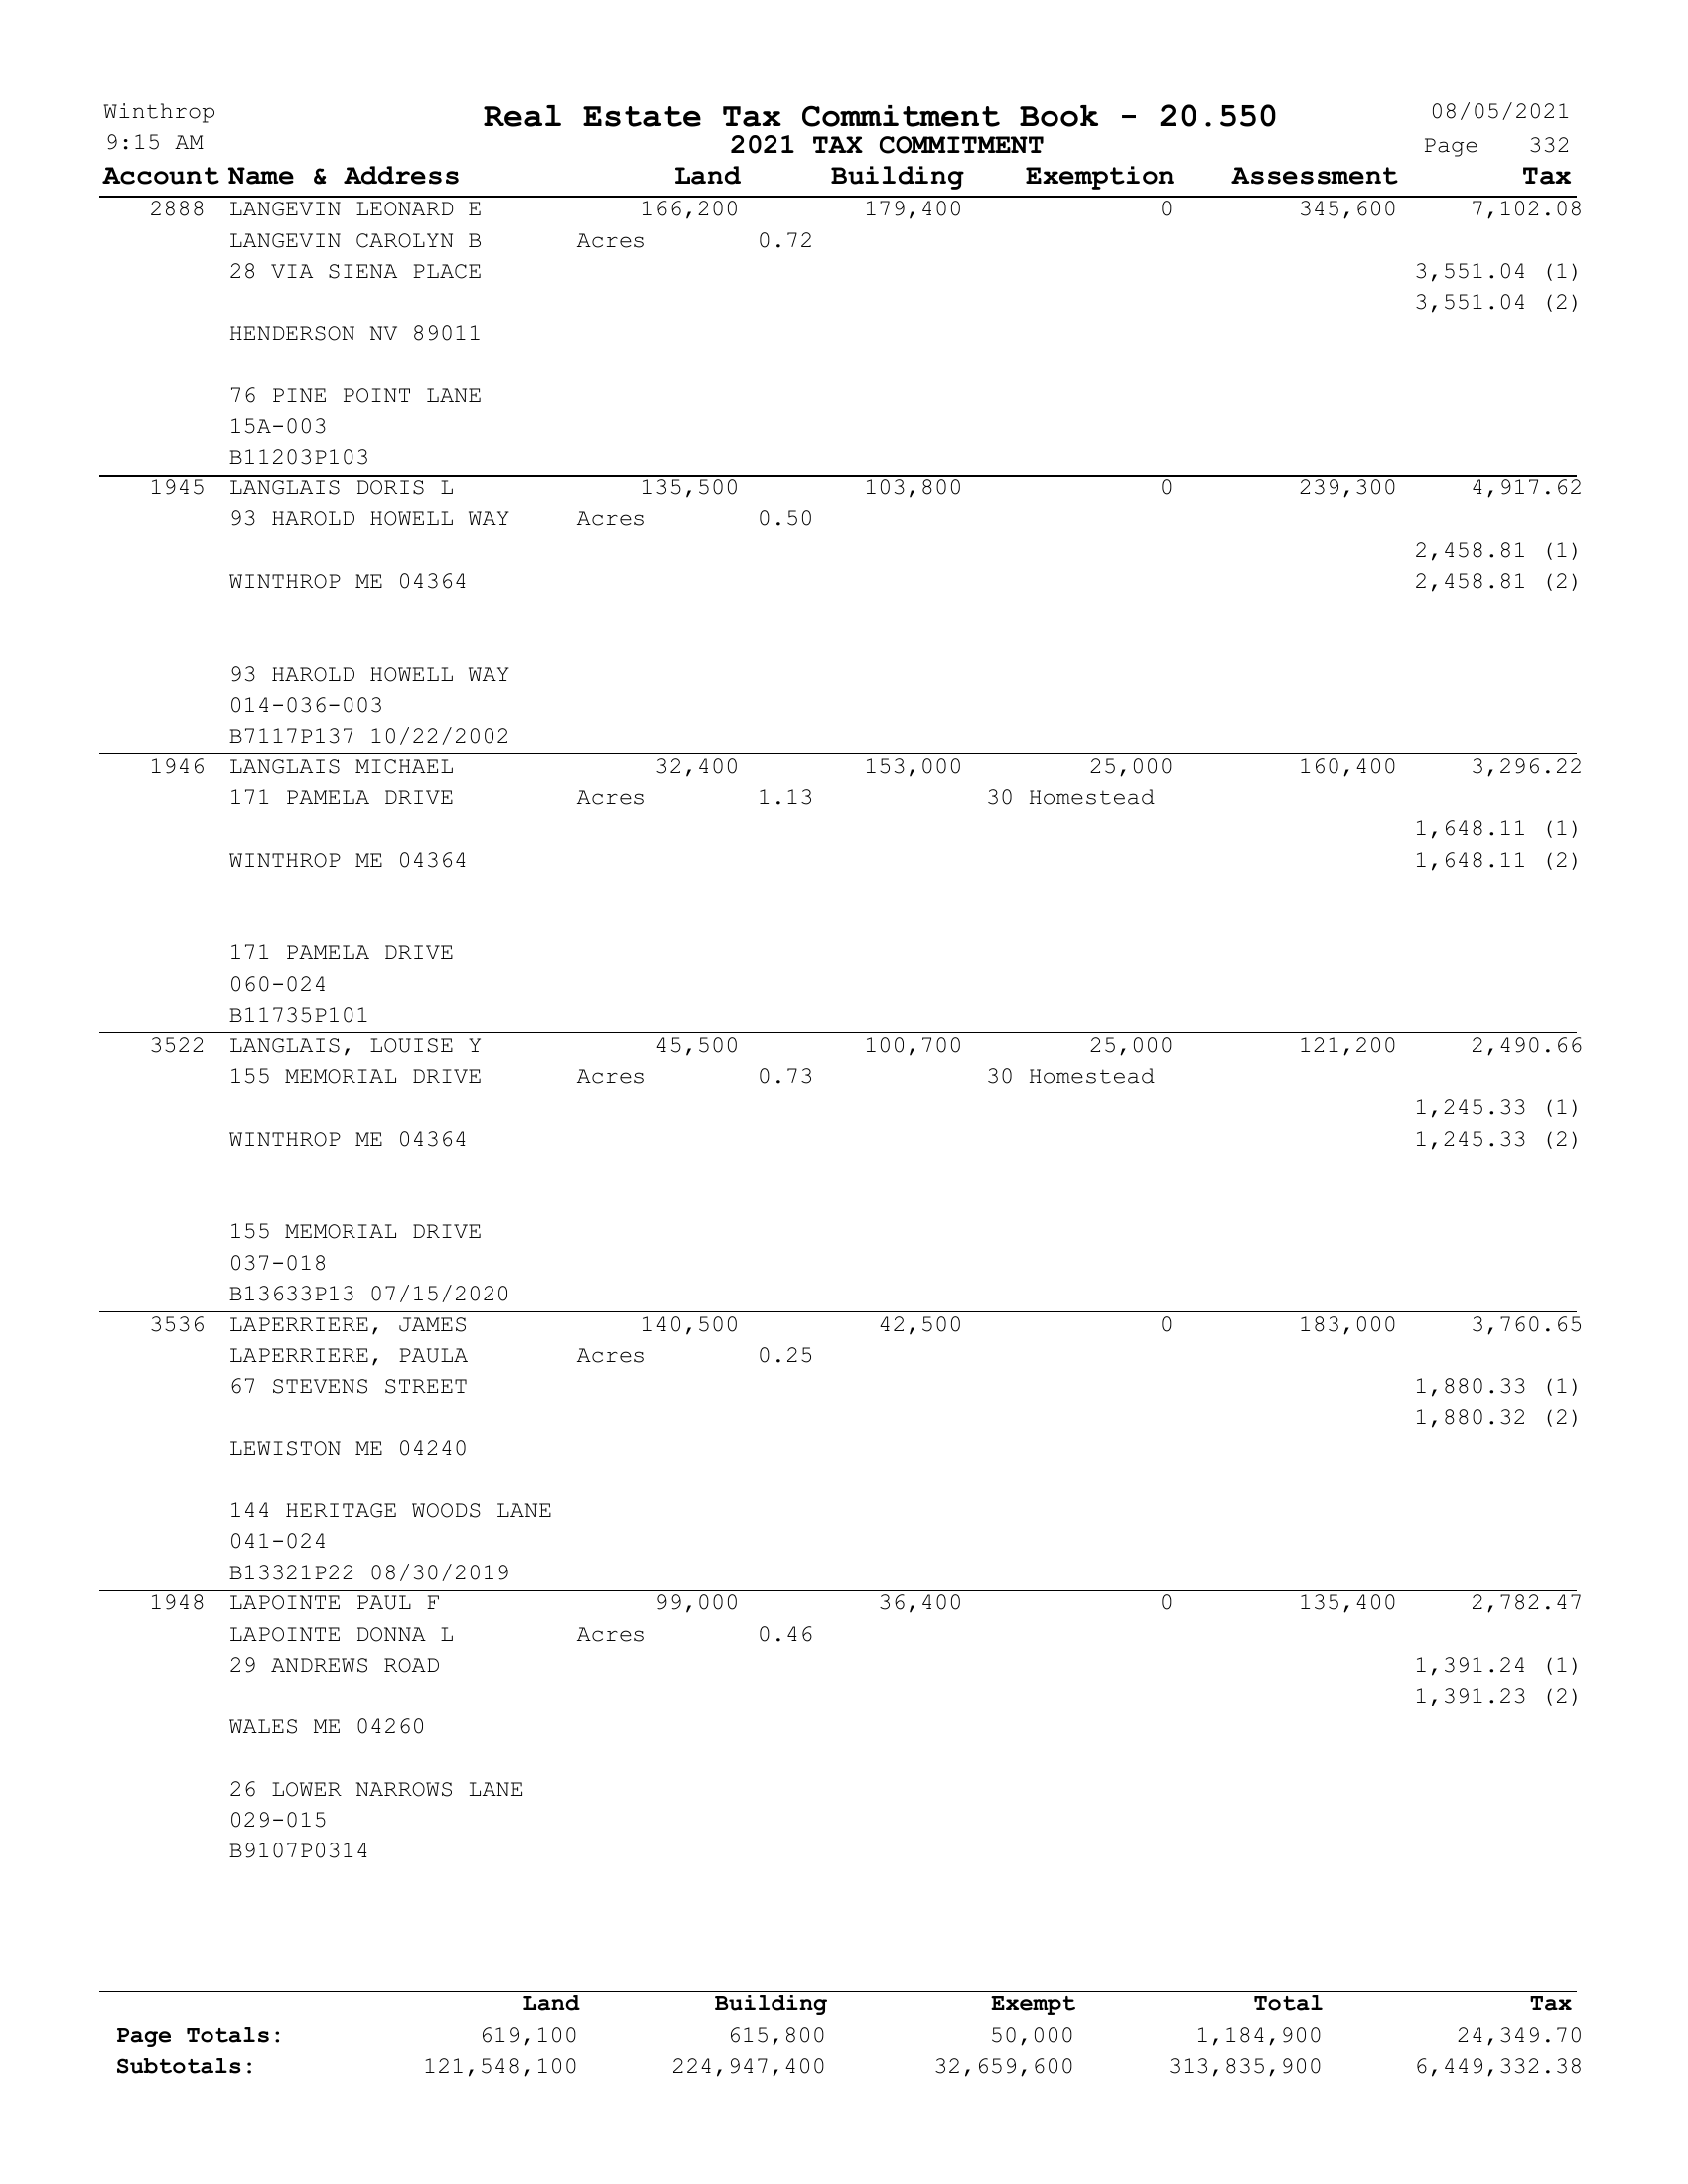 Winthrop Real Estate Tax Commitment Book - 20.550 08/05/2021
9:15 AM 2021 TAX COMMITMENT Page 332
Account Name & Address Land Building Exemption Assessment Tax
2888 LANGEVIN LEONARD E 166,200 179,400 0 345,600 7,102.08
LANGEVIN CAROLYN B Acres 0.72
28 VIA SIENA PLACE 3,551.04 (1)
3,551.04 (2)
HENDERSON NV 89011
76 PINE POINT LANE
15A-003
B11203P103
1945 LANGLAIS DORIS L 135,500 103,800 0 239,300 4,917.62
93 HAROLD HOWELL WAY Acres 0.50
2,458.81 (1)
WINTHROP ME 04364 2,458.81 (2)
93 HAROLD HOWELL WAY
014-036-003
B7117P137 10/22/2002
1946 LANGLAIS MICHAEL 32,400 153,000 25,000 160,400 3,296.22
171 PAMELA DRIVE Acres 1.13 30 Homestead
1,648.11 (1)
WINTHROP ME 04364 1,648.11 (2)
171 PAMELA DRIVE
060-024
B11735P101
3522 LANGLAIS, LOUISE Y 45,500 100,700 25,000 121,200 2,490.66
155 MEMORIAL DRIVE Acres 0.73 30 Homestead
1,245.33 (1)
WINTHROP ME 04364 1,245.33 (2)
155 MEMORIAL DRIVE
037-018
B13633P13 07/15/2020
3536 LAPERRIERE, JAMES 140,500 42,500 0 183,000 3,760.65
LAPERRIERE, PAULA Acres 0.25
67 STEVENS STREET 1,880.33 (1)
1,880.32 (2)
LEWISTON ME 04240
144 HERITAGE WOODS LANE
041-024
B13321P22 08/30/2019
1948 LAPOINTE PAUL F 99,000 36,400 0 135,400 2,782.47
LAPOINTE DONNA L Acres 0.46
29 ANDREWS ROAD 1,391.24 (1)
1,391.23 (2)
WALES ME 04260
26 LOWER NARROWS LANE
029-015
B9107P0314
Land Building Exempt Total Tax
Page Totals: 619,100 615,800 50,000 1,184,900 24,349.70
Subtotals: 121,548,100 224,947,400 32,659,600 313,835,900 6,449,332.38